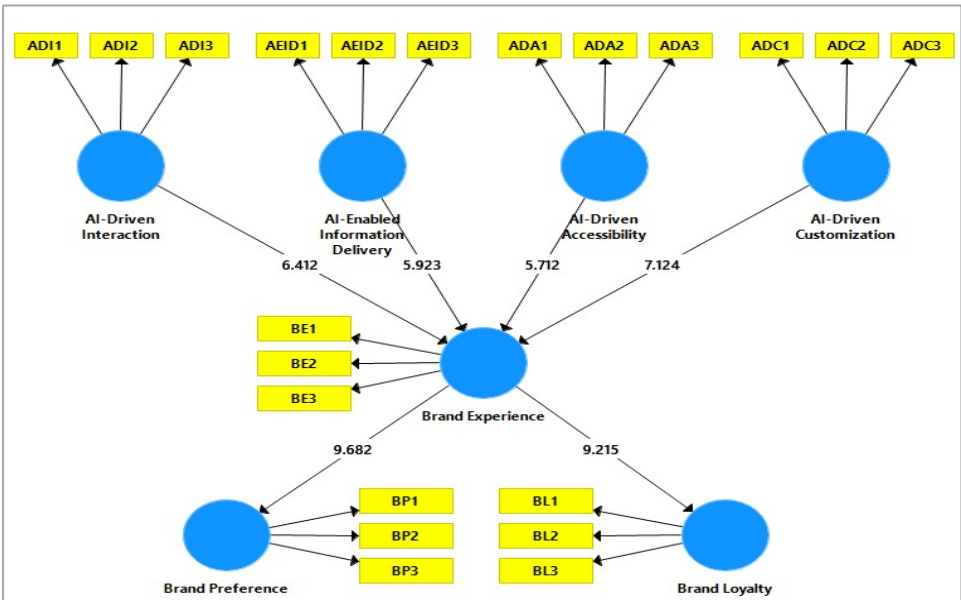 ADI1 ADI2 ADI3 AEID1 AEID2 AEID3 ADA1 ADA2 ADA3 ADC1 ADC2 ADC3
AI-Driven
Interaction
AI-Enabled
Information
Delivery
AI-Driven
Accessibility
AI-Driven
Customization
6.412 5.923 5.712 7.124
BE1
BE2
BE3
Brand Experience
9.682 9.215
BP1
BP2
BP3
BL1
BL2
BL3
Brand Preference
Brand Loyalty